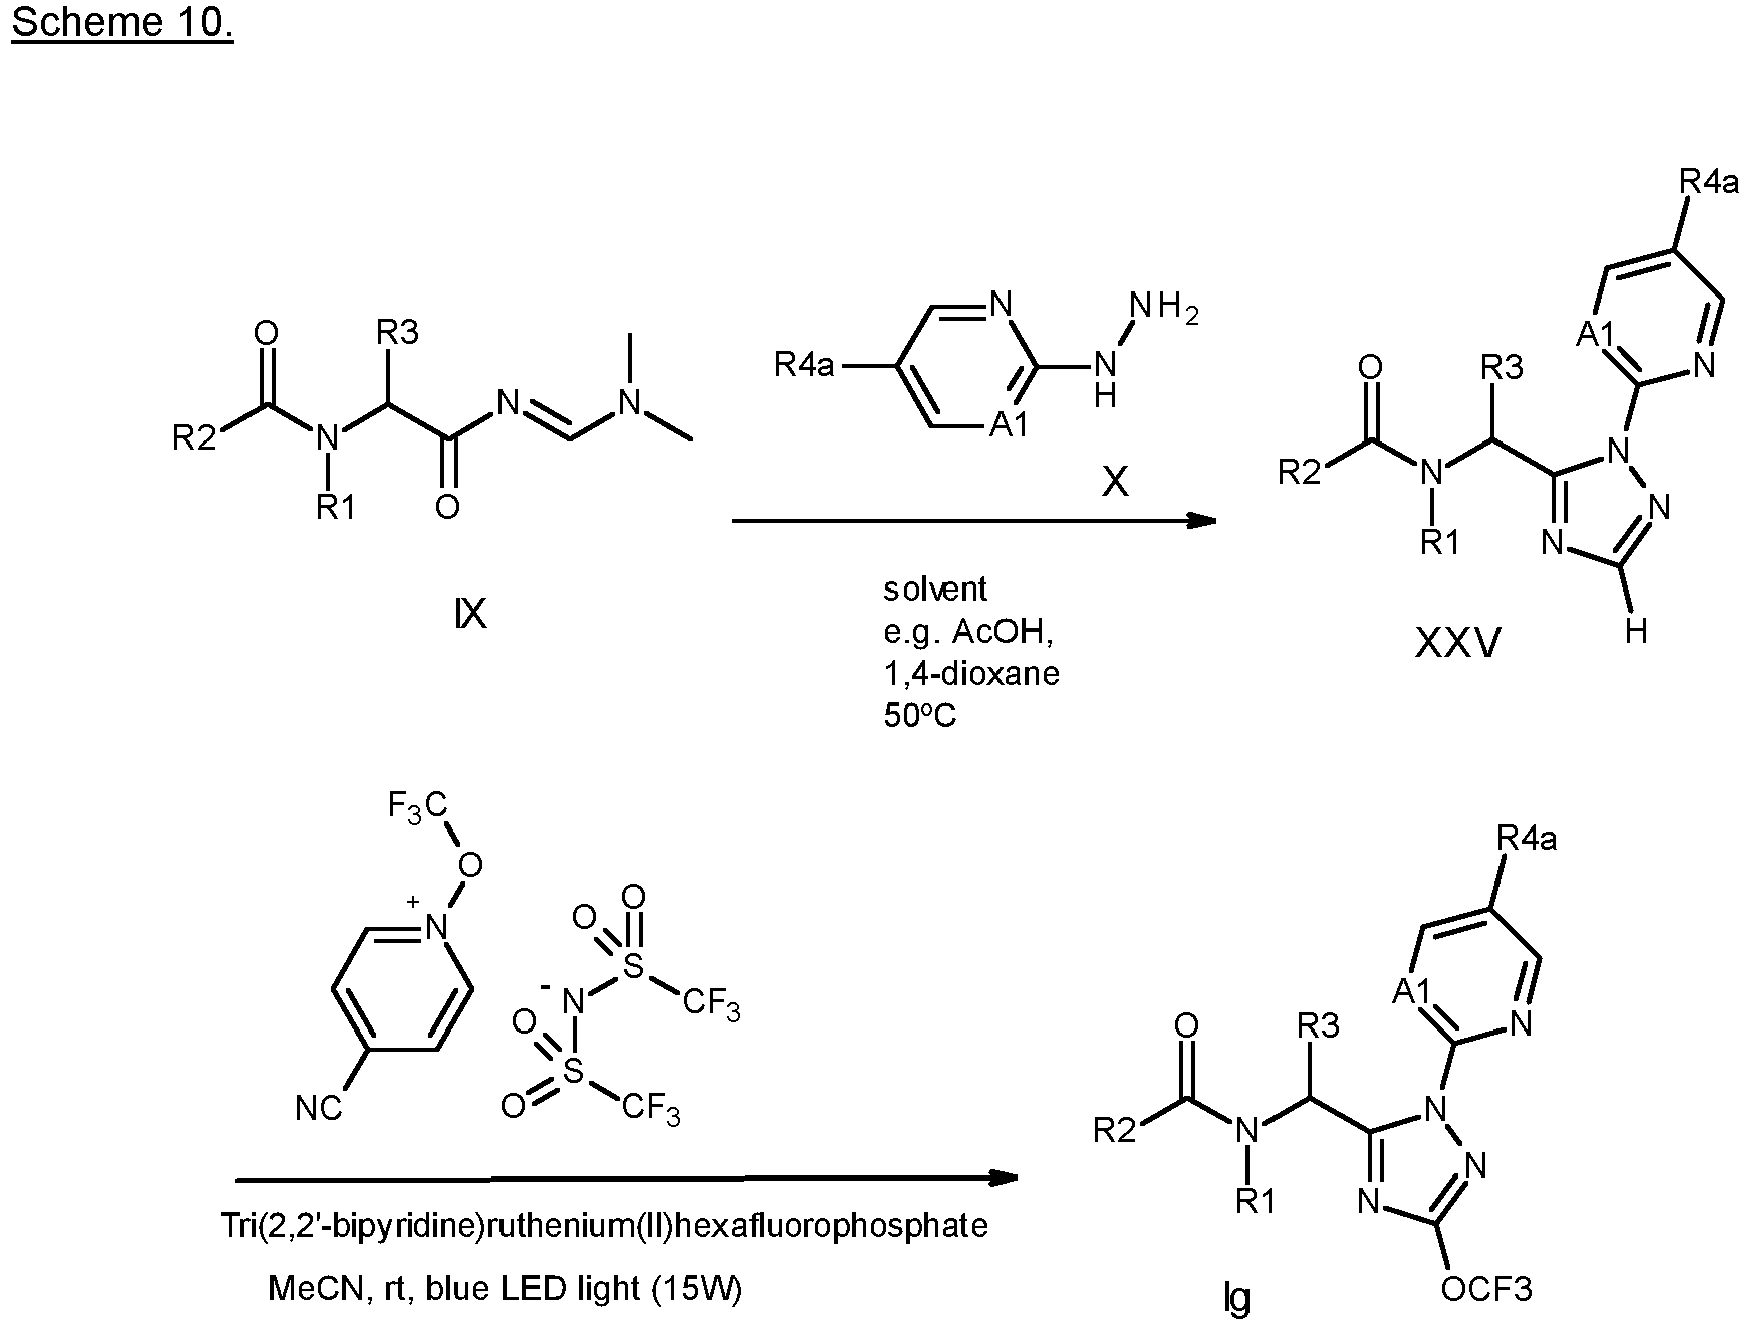 Scheme 10.
R4a
O
R3
N
N
R2
N
R1
O
IX
N
NH2
R4a
N
H
A1
X
solvent
e.g. AcOH,
1,4-dioxane
50ºC
A1
N
O
R3
R2
N
N
N
R1
N
H
XXV
F3C
O
+
N
NC
O
O
S
-
N
CF3
O
S
O
CF3
Tri(2,2'-bipyridine)ruthenium(II)hexafluorophosphate
MeCN, rt, blue LED light (15W)
R4a
A1
N
O
R3
R2
N
N
N
R1
N
OCF3
Ig